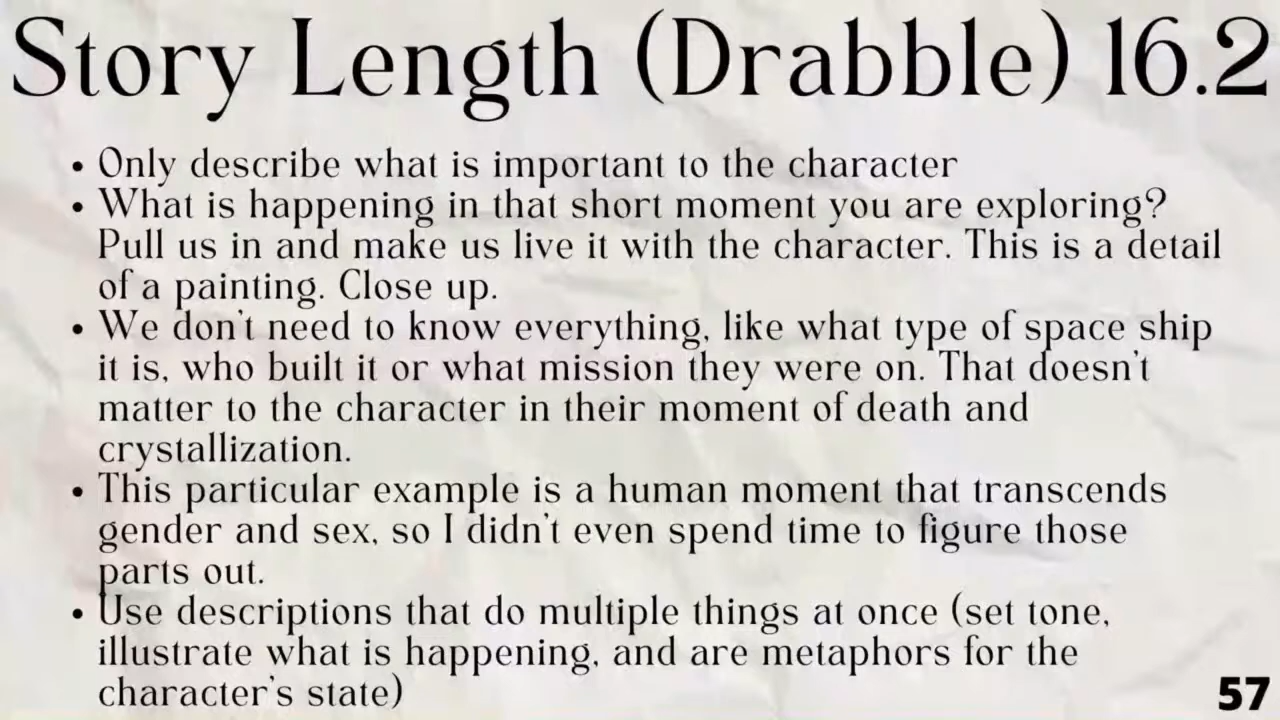 Story Length (Drabble) 16.2
• Only describe what is important to the character
• What is happening in that short moment you are exploring?
Pull us in and make us live it with the character. This is a detail
of a painting. Close up.
• We don't need to know everything, like what type of space ship
it is, who built it or what mission they were on. That doesn't
matter to the character in their moment of death and
crystallization.
• This particular example is a human moment that transcends
gender and sex, so I didn't even spend time to figure those
parts out.
• Use descriptions that do multiple things at once (set tone,
illustrate what is happening, and are metaphors for the
character's state)
57